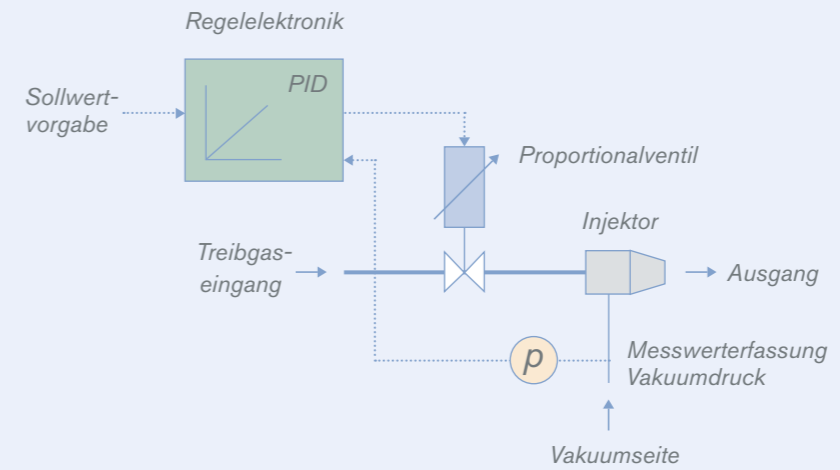 Regelelektronik
PID
Sollwert-
vorgabe
Proportionalventil
Injektor
Treibgas-
eingang
Ausgang
p
Messwerterfassung
Vakuumdruck
Vakuumseite